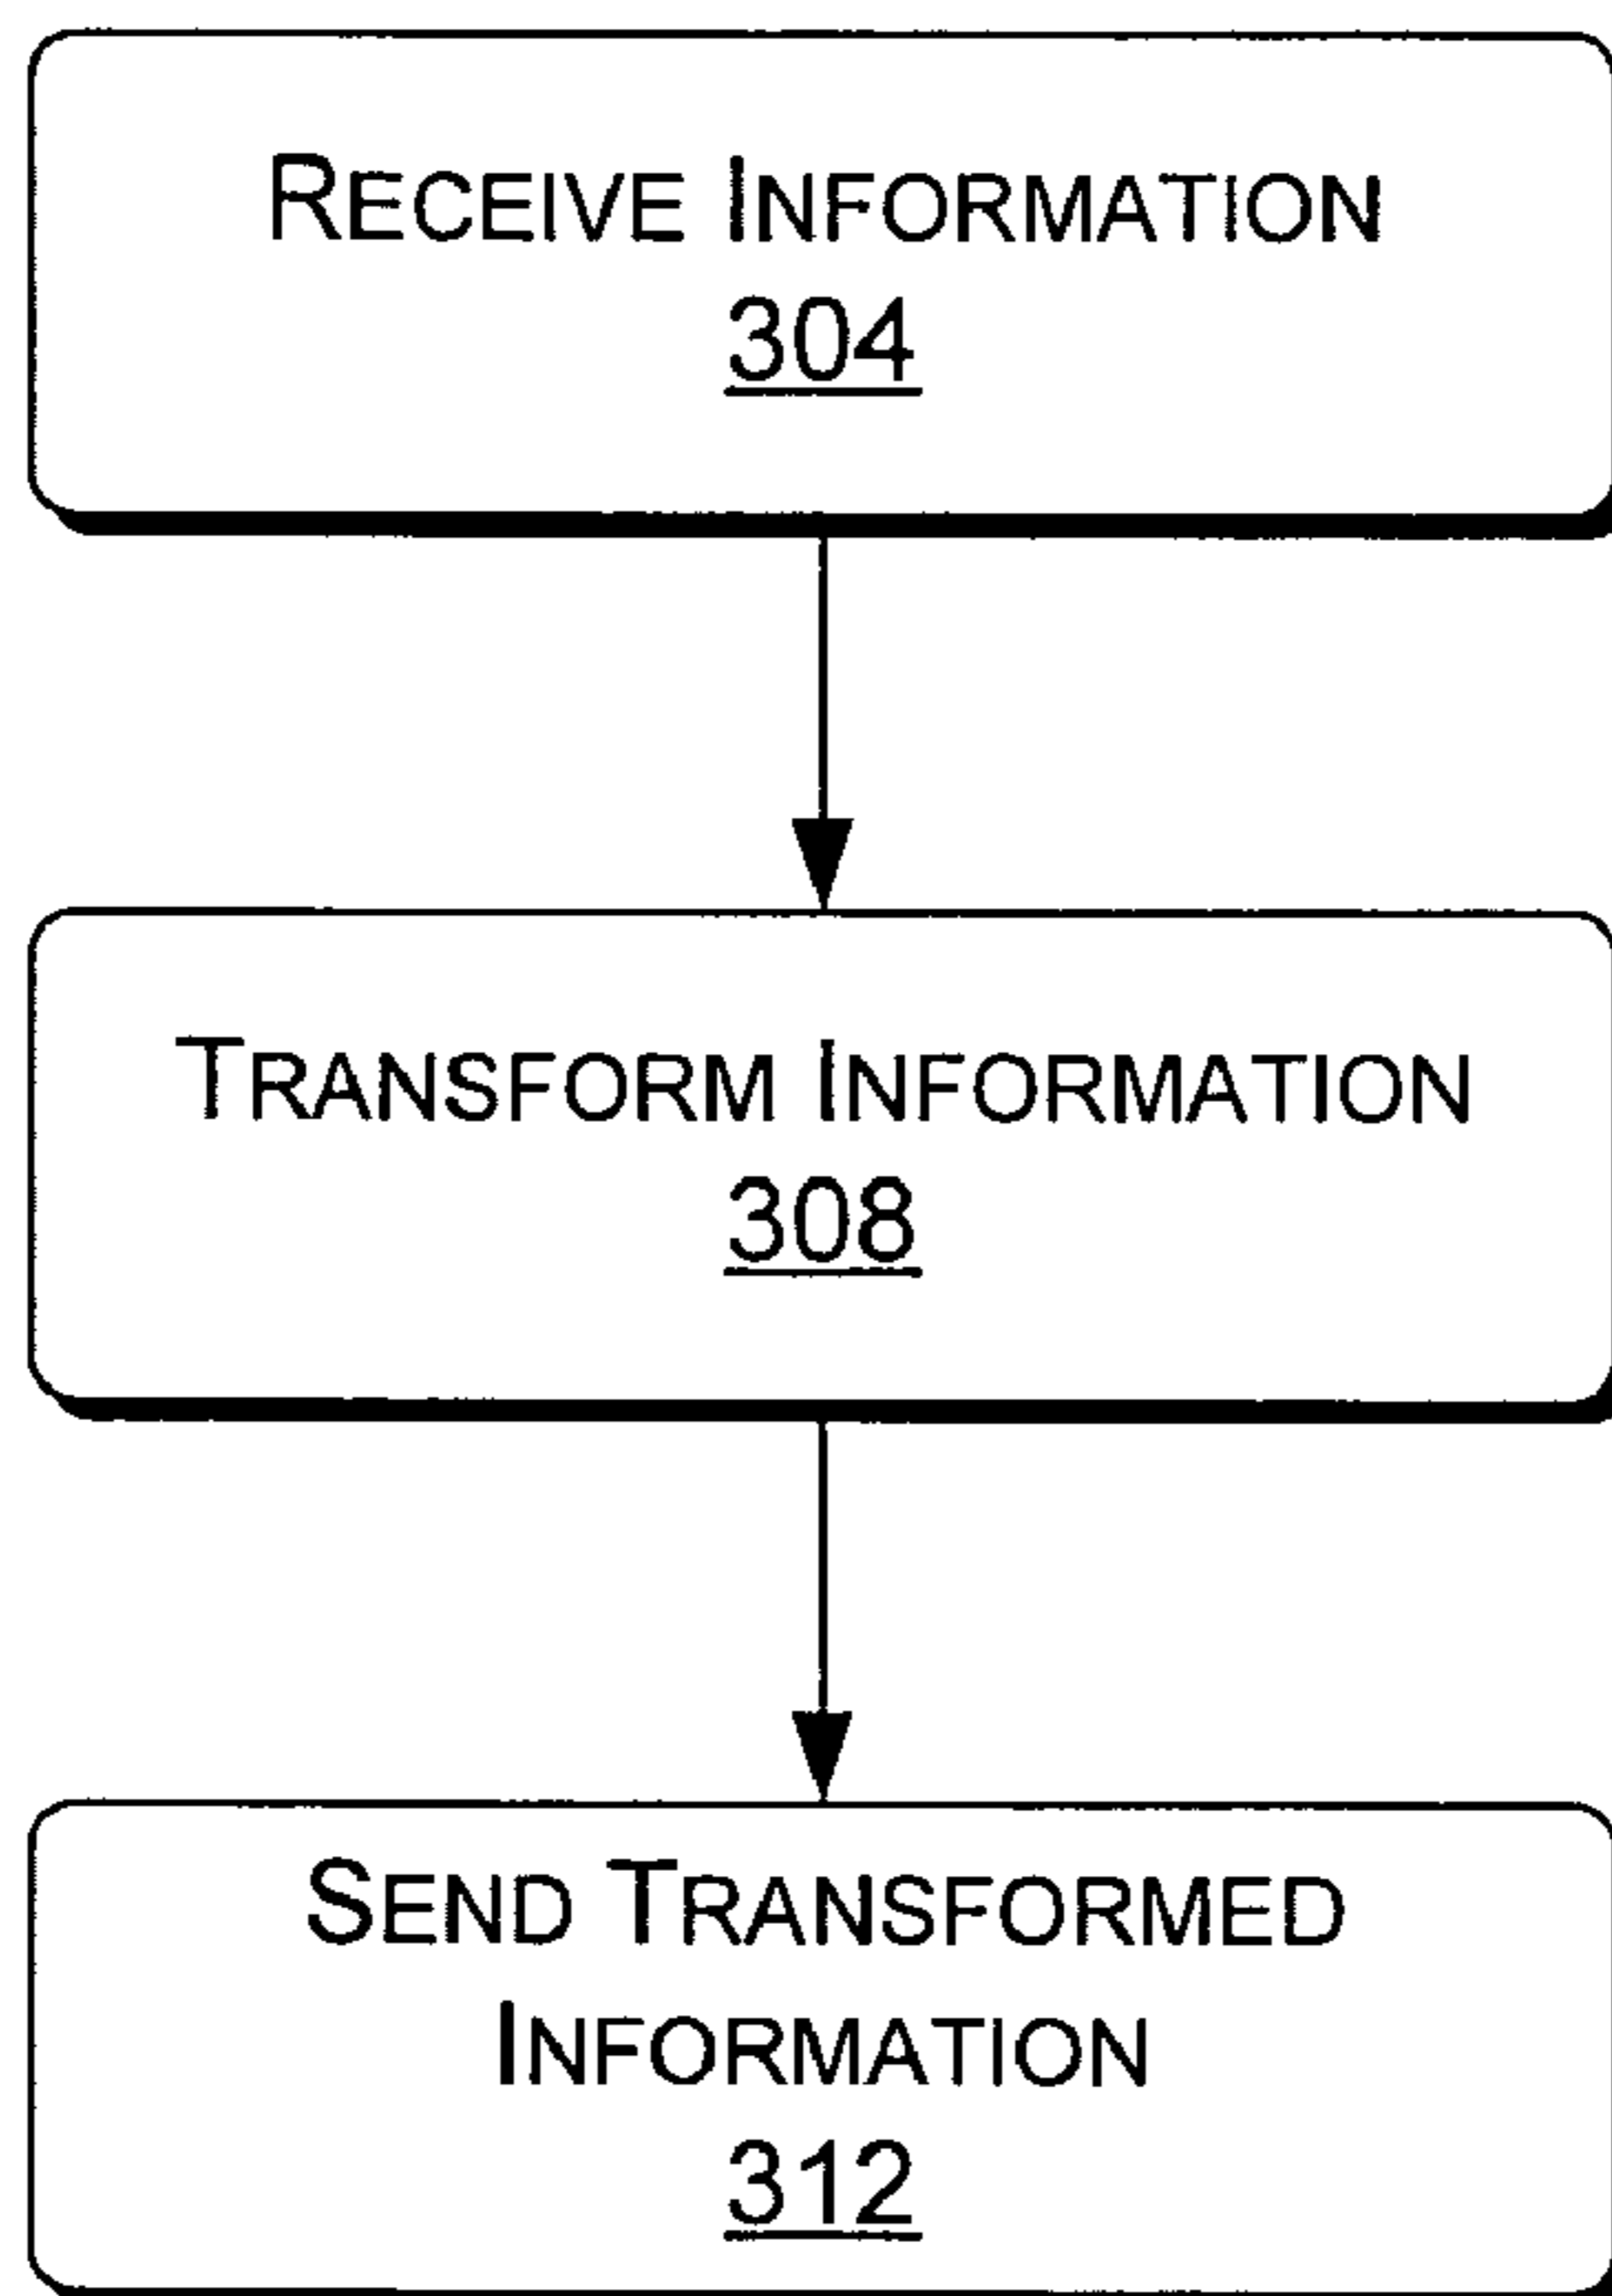 RECEIVE INFORMATION
304
TRANSFORM INFORMATION
308
SEND TRANSFORMED
INFORMATION
312